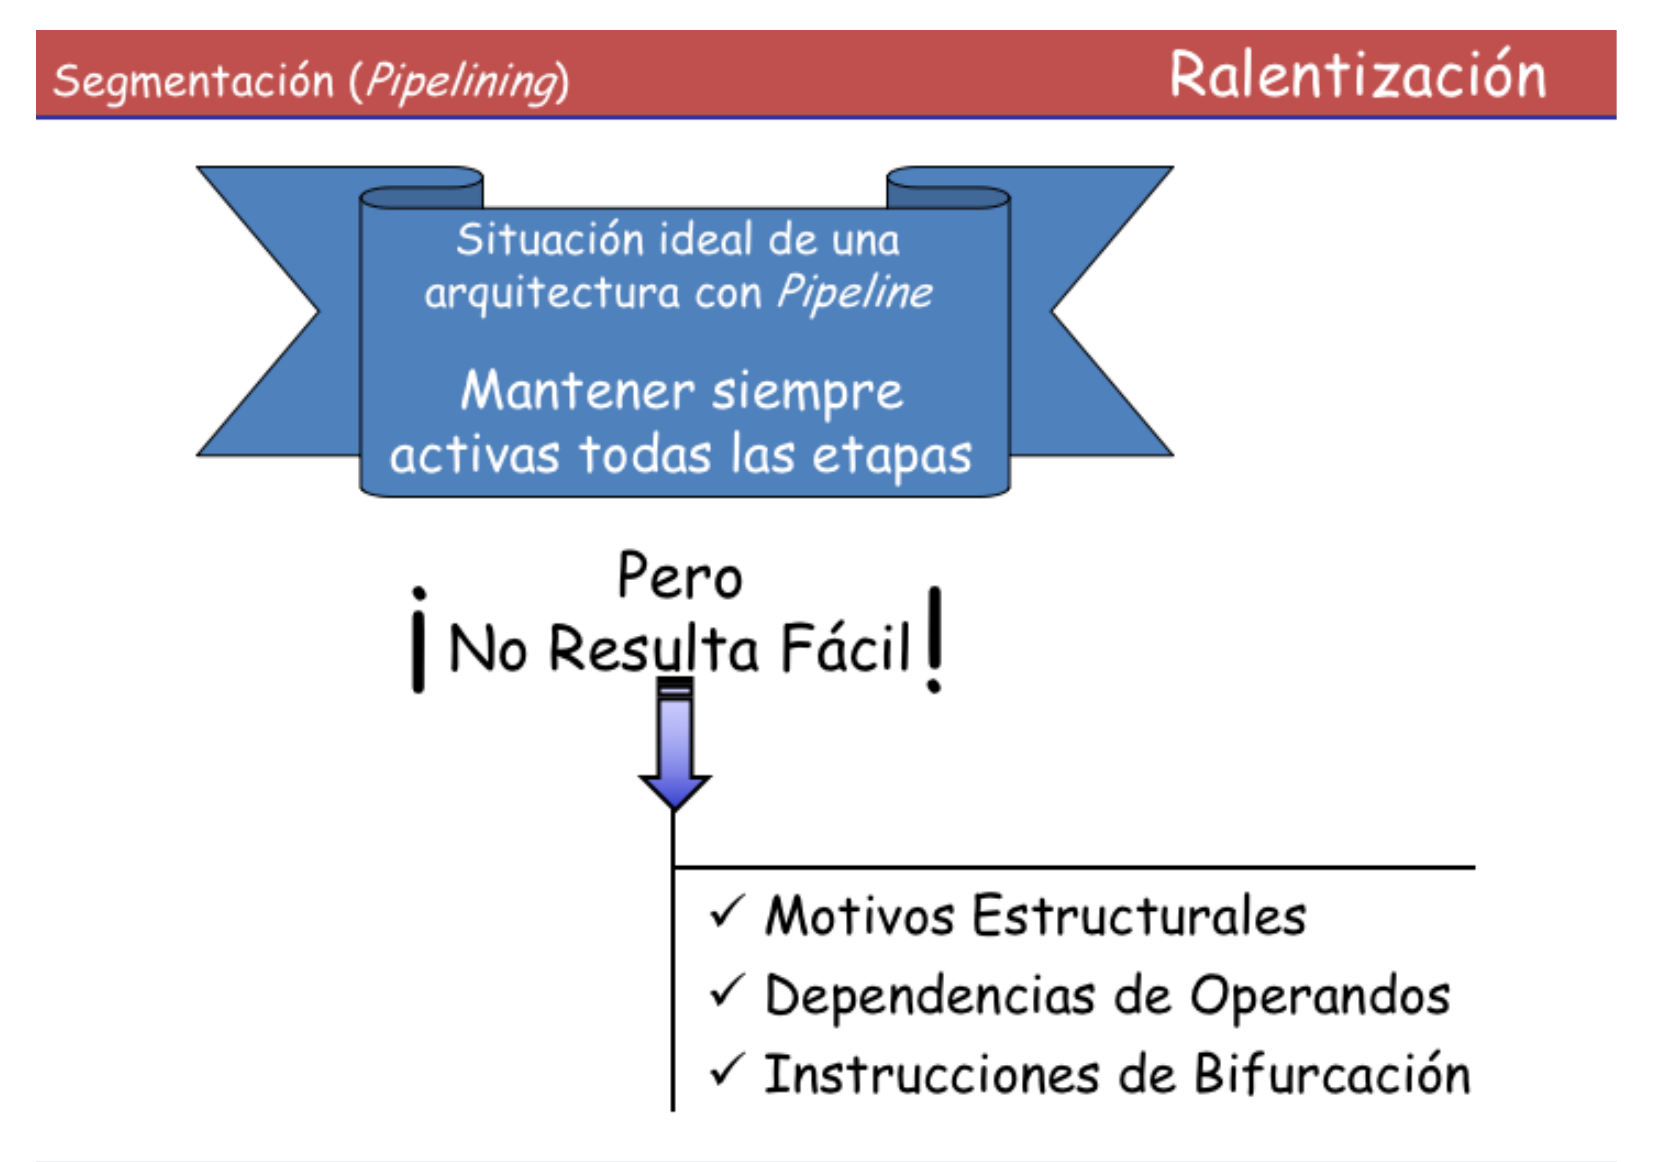 Segmentación (Pipelining)
Ralentización
Situación ideal de una
arquitectura con Pipeline
Mantener siempre
activas todas las etapas
Pero
¡No Resulta Fácil!
✓ Motivos Estructurales
✓ Dependencias de Operandos
✓ Instrucciones de Bifurcación